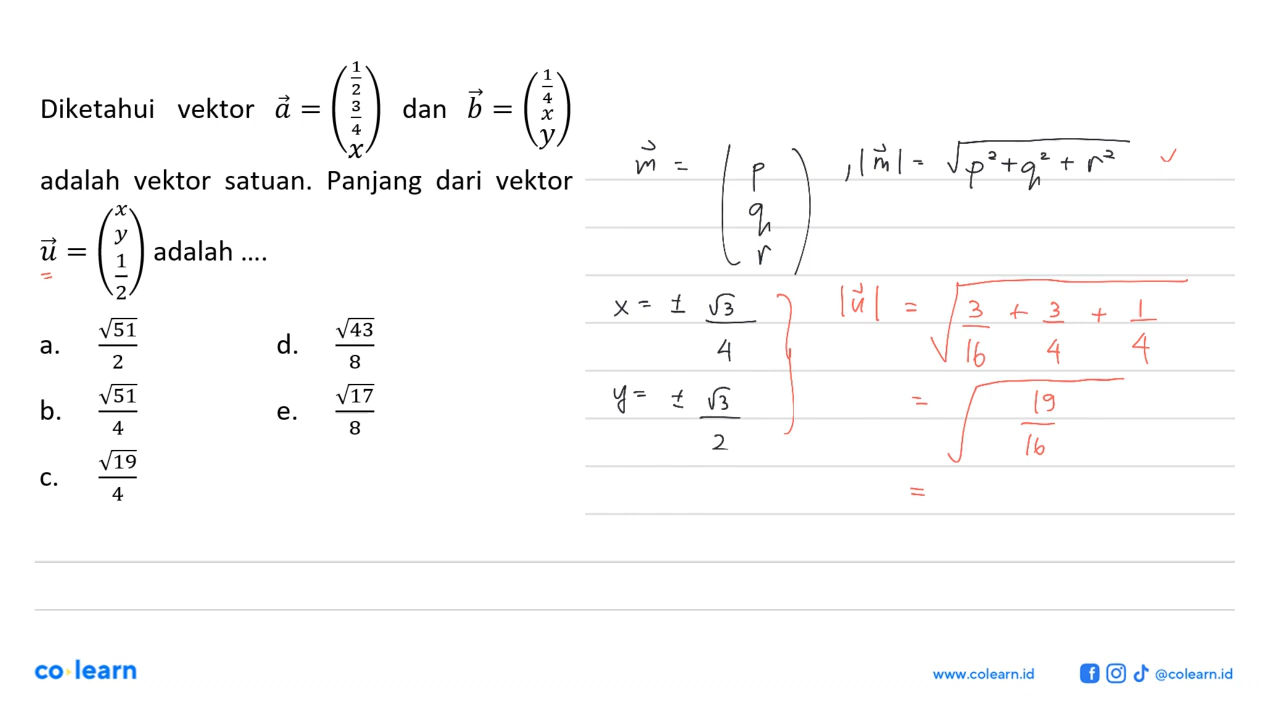 Diketahui vektor a⃗ = (1/2 3/4 x) dan b⃗ = (1/4 x y)
adalah vektor satuan. Panjang dari vektor
u⃗ = (x y 1/2) adalah ....
a. √51/2 d. √43/8
b. √51/4 e. √17/8
c. √19/4
m⃗ = (p q r) , |m⃗| = √(p² + q² + r²) ✓
x = ± √3/4
y = ± √3/2
|u⃗| = √(3/16 + 3/4 + 1/4)
= √(19/16)
=
co learn
www.colearn.id
@colearn.id